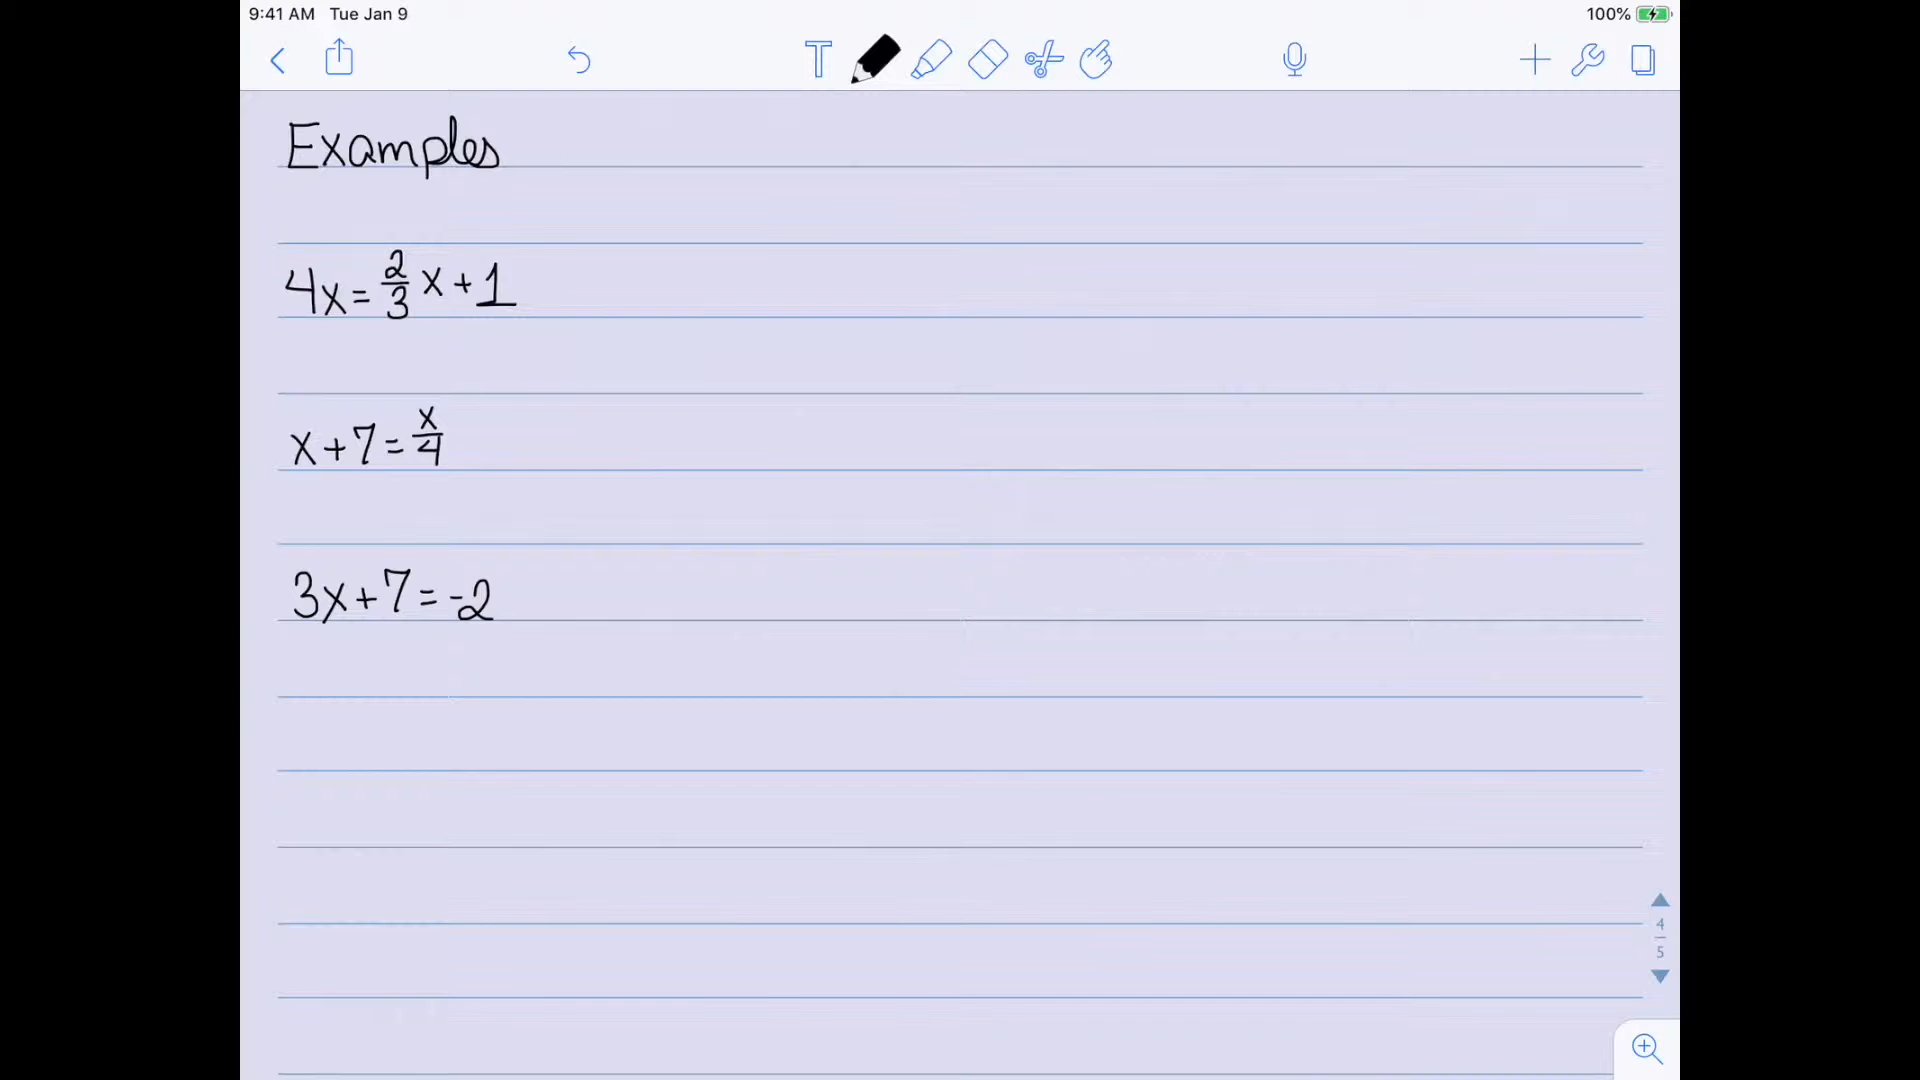 9:41 AM Tue Jan 9 100%
T
Examples
4x = 2/3 x + 1
x + 7 = x/4
3x + 7 = -2
4
5